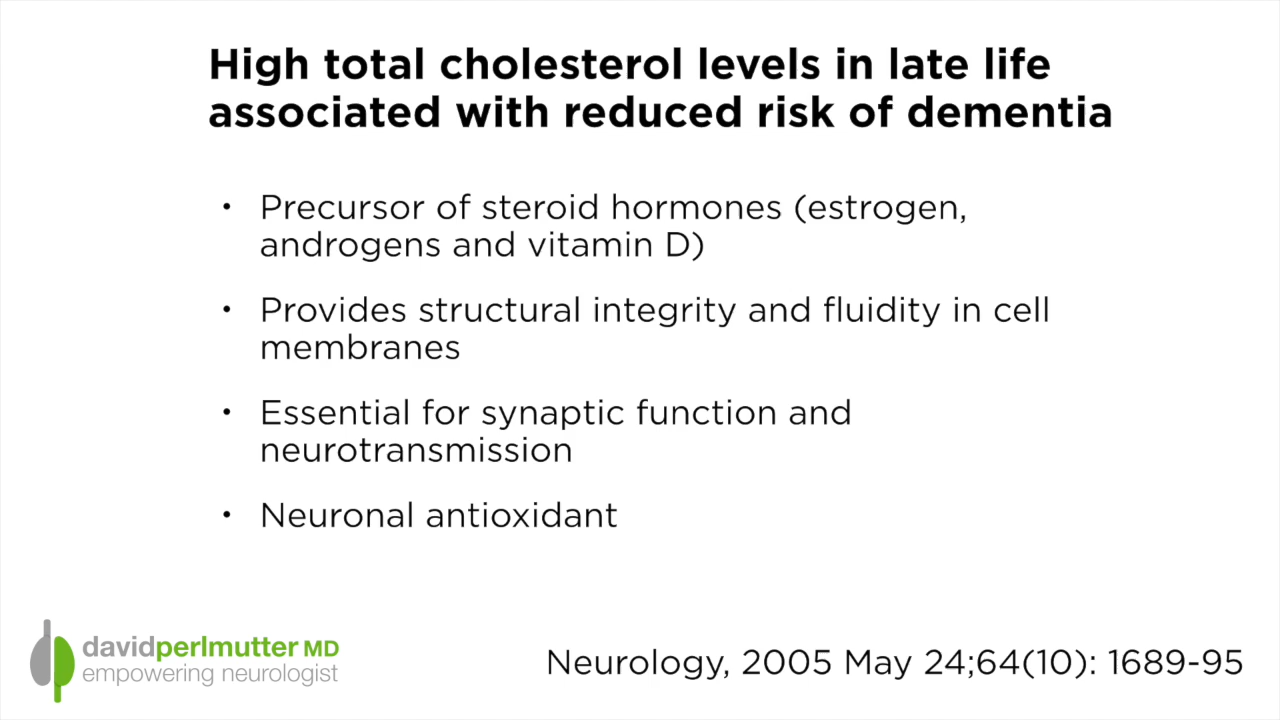 High total cholesterol levels in late life
associated with reduced risk of dementia
• Precursor of steroid hormones (estrogen,
androgens and vitamin D)
• Provides structural integrity and fluidity in cell
membranes
• Essential for synaptic function and
neurotransmission
• Neuronal antioxidant
davidperlmutter MD
empowering neurologist
Neurology, 2005 May 24;64(10): 1689-95